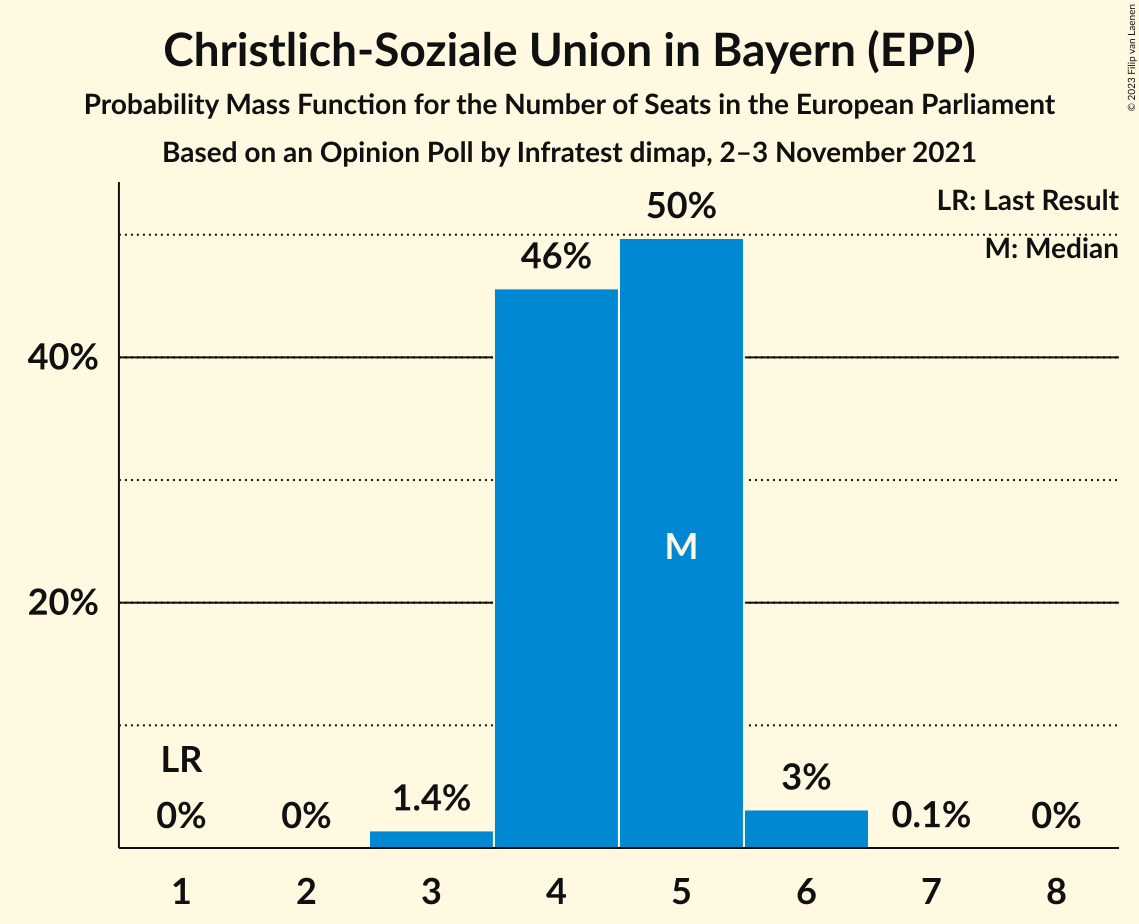 Christlich-Soziale Union in Bayern (EPP)
Probability Mass Function for the Number of Seats in the European Parliament
Based on an Opinion Poll by Infratest dimap, 2–3 November 2021
© 2023 Filip van Laenen
LR: Last Result
M: Median
50%
46%
40%
M
20%
LR
0%
0%
1.4%
3%
0.1%
0%
1
2
3
4
5
6
7
8